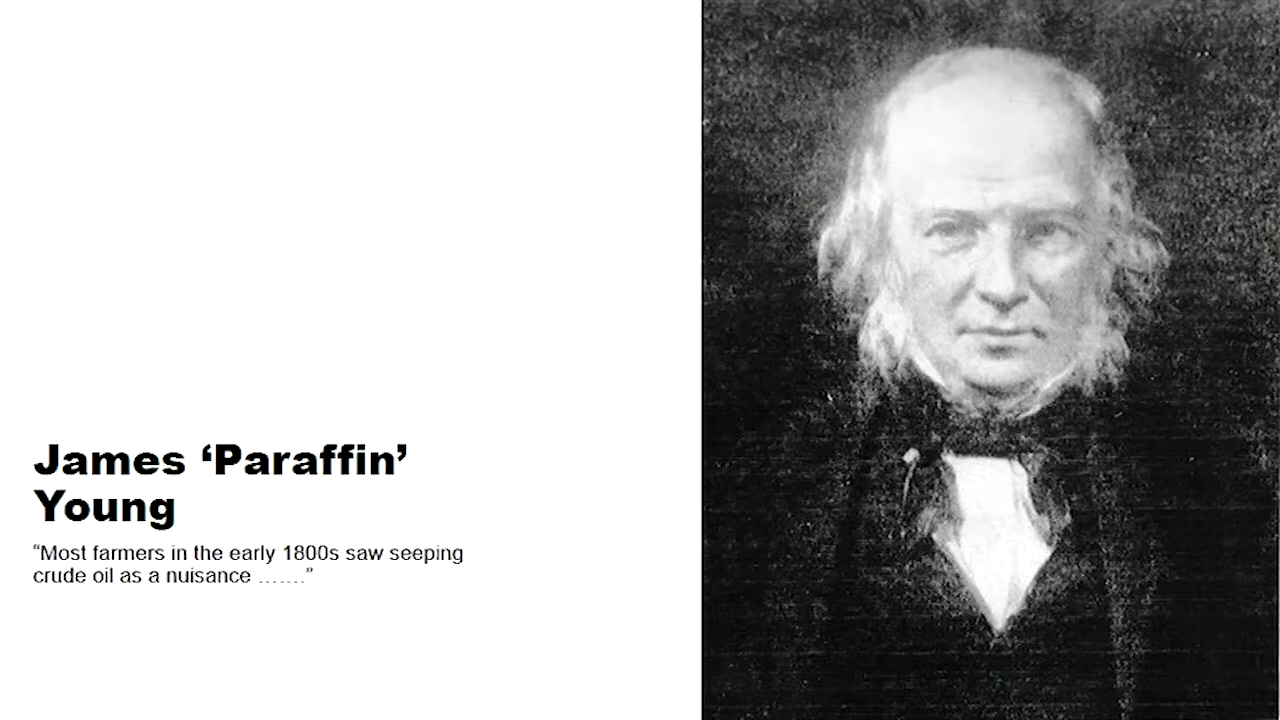 James ‘Paraffin’
Young
“Most farmers in the early 1800s saw seeping
crude oil as a nuisance …….”